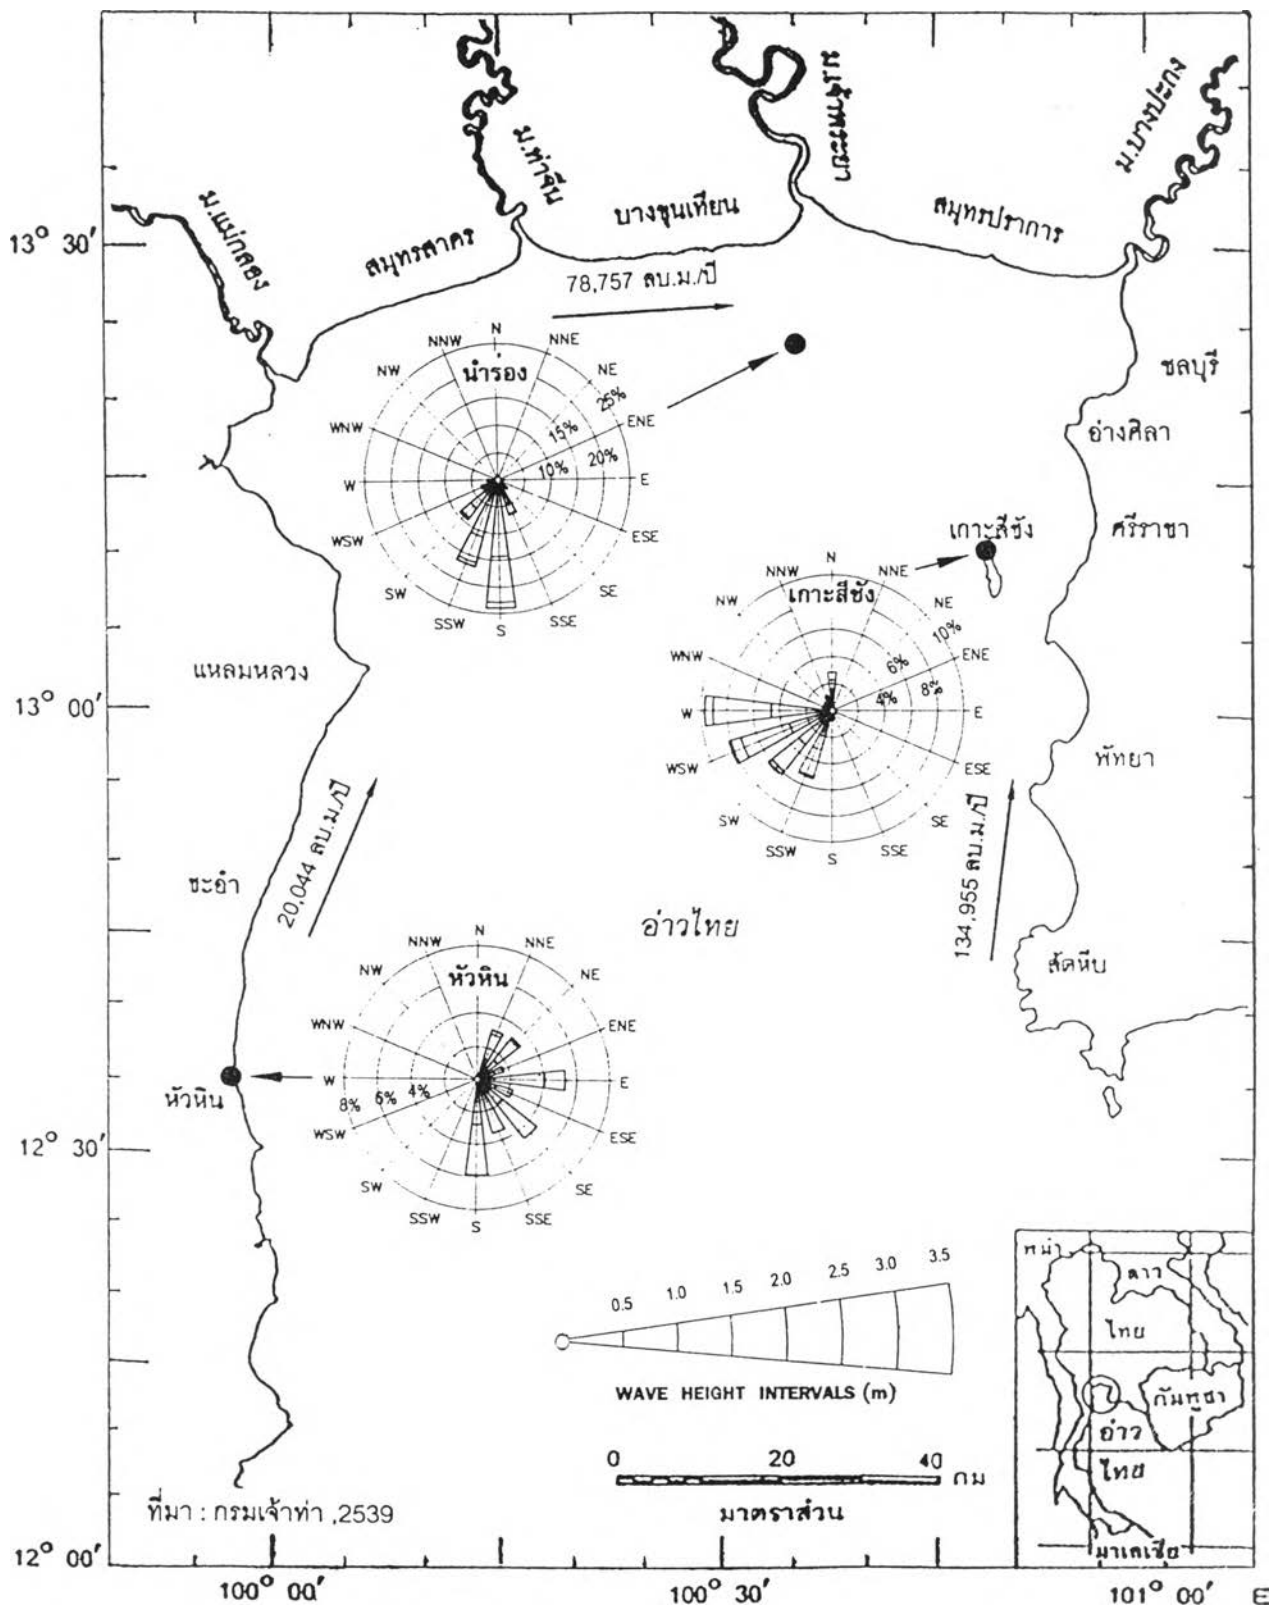 ม.แม่กลอง
สมุทรสาคร
ม.ท่าจีน
บางขุนเทียน
ม.เจ้าพระยา
สมุทรปราการ
ม.บางปะกง
13° 30′
78,757 ลบ.ม./ปี
N
NNW
NNE
นำร่อง
NW
NE
25%
WNW
ENE
15%
20%
10%
W
E
WSW
ESE
SW
SE
SSW
SSE
S
ชลบุรี
อ่างศิลา
เกาะสีชัง
ศรีราชา
N
NNW
NNE
เกาะสีชัง
NW
NE
10%
WNW
ENE
6%
8%
4%
W
E
WSW
ESE
SW
SE
SSW
SSE
S
แหลมหลวง
13° 00′
พัทยา
20,044 ลบ.ม./ปี
134,955 ลบ.ม./ปี
ชะอำ
อ่าวไทย
สัตหีบ
N
NNW
NNE
หัวหิน
NW
NE
WNW
ENE
W
E
8%
6%
4%
WSW
ESE
SW
SE
SSW
SSE
S
หัวหิน
12° 30′
0.5
1.0
1.5
2.0
2.5
3.0
3.5
WAVE HEIGHT INTERVALS (m)
0
20
40
กม
มาตราส่วน
พม่า
ลาว
ไทย
กัมพูชา
อ่าว
ไทย
มาเลเซีย
ที่มา : กรมเจ้าท่า ,2539
12° 00′
100° 00′
100° 30′
101° 00′ E